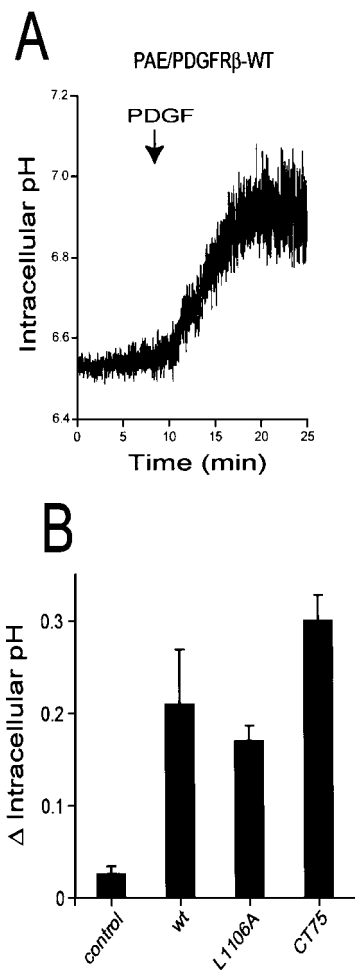 A
PAE/PDGFRβ-WT
PDGF
Intracellular pH
7.2
7.0
6.8
6.6
6.4
0 5 10 15 20 25
Time (min)
B
Δ Intracellular pH
0.3
0.2
0.1
0
control wt L1106A CT75